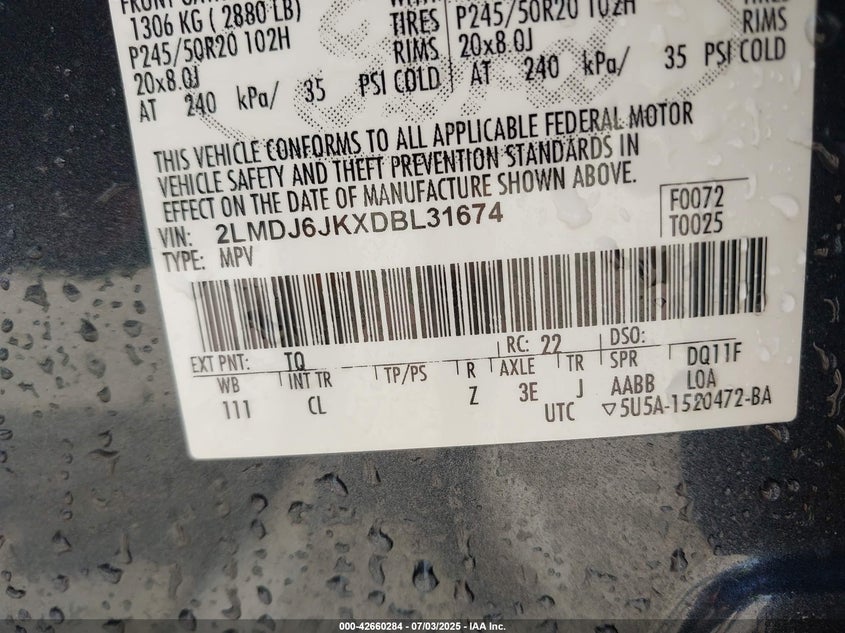 1306 KG ( 2880 LB)
P245/50R20 102H TIRES P245/50R20 102H TIRES
20x8.0J RIMS 20x8.0J RIMS
AT 240 kPa/ 35 PSI COLD AT 240 kPa/ 35 PSI COLD
THIS VEHICLE CONFORMS TO ALL APPLICABLE FEDERAL MOTOR
VEHICLE SAFETY AND THEFT PREVENTION STANDARDS IN
EFFECT ON THE DATE OF MANUFACTURE SHOWN ABOVE.
VIN: 2LMDJ6JKXDBL31674 F0072
TYPE: MPV T0025
EXT PNT: TQ RC: 22 DSO:
WB INT TR TP/PS R AXLE TR SPR DQ11F
111 CL Z 3E J AABB LOA
UTC ▽5U5A-1520472-BA
000-42660284 - 07/03/2025 - IAA Inc.